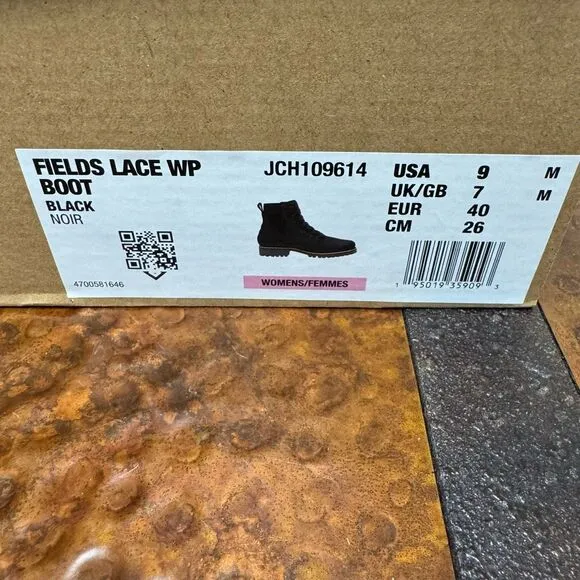 FIELDS LACE WP
BOOT
BLACK
NOIR
4700581646
JCH109614
WOMENS/FEMMES
USA 9 M
UK/GB 7 M
EUR 40
CM 26
1 95019 35909 3